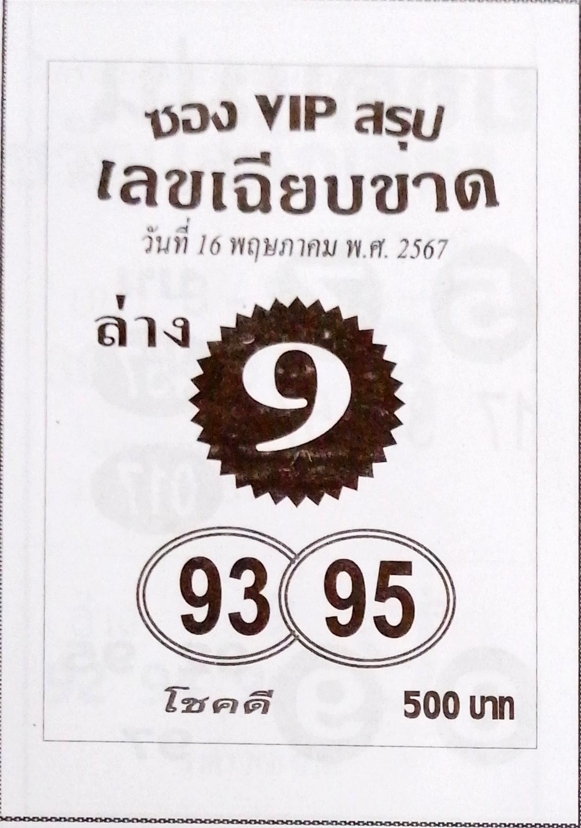 ซอง VIP สรุป
เลขเฉียบขาด
วันที่ 16 พฤษภาคม พ.ศ. 2567
ล่าง 9
93 95
โชคดี 500 บาท